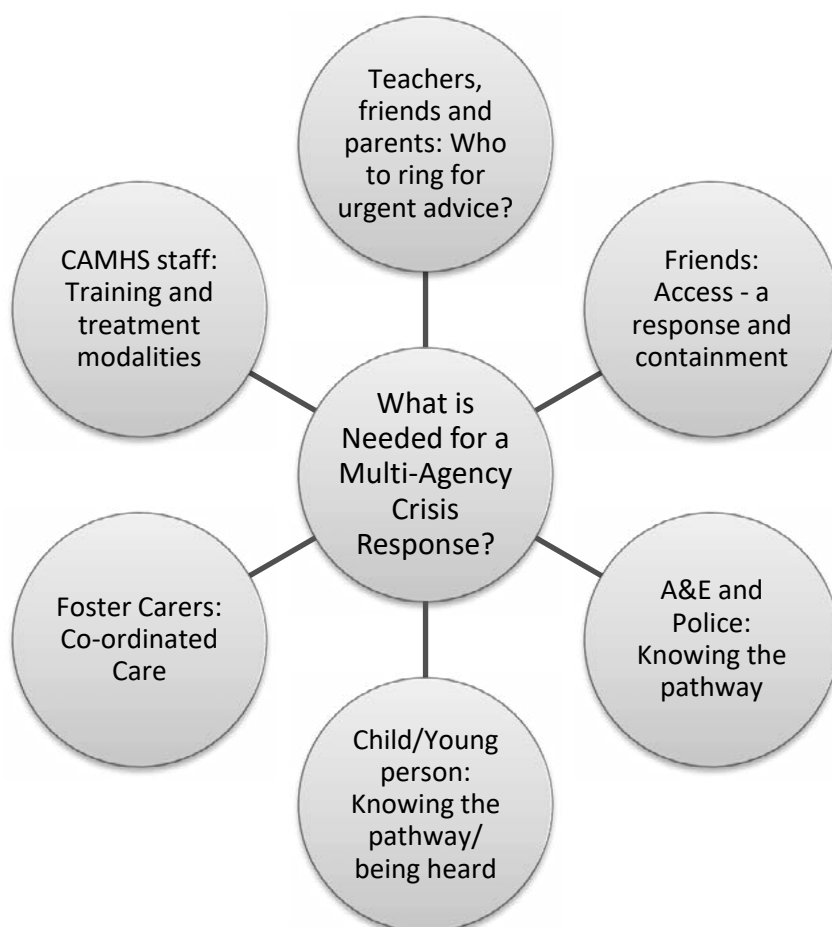 Teachers,
friends and
parents: Who
to ring for
urgent advice?
Friends:
Access - a
response and
containment
A&E and
Police:
Knowing the
pathway
Child/Young
person:
Knowing the
pathway/
being heard
Foster Carers:
Co-ordinated
Care
CAMHS staff:
Training and
treatment
modalities
What is
Needed for a
Multi-Agency
Crisis
Response?